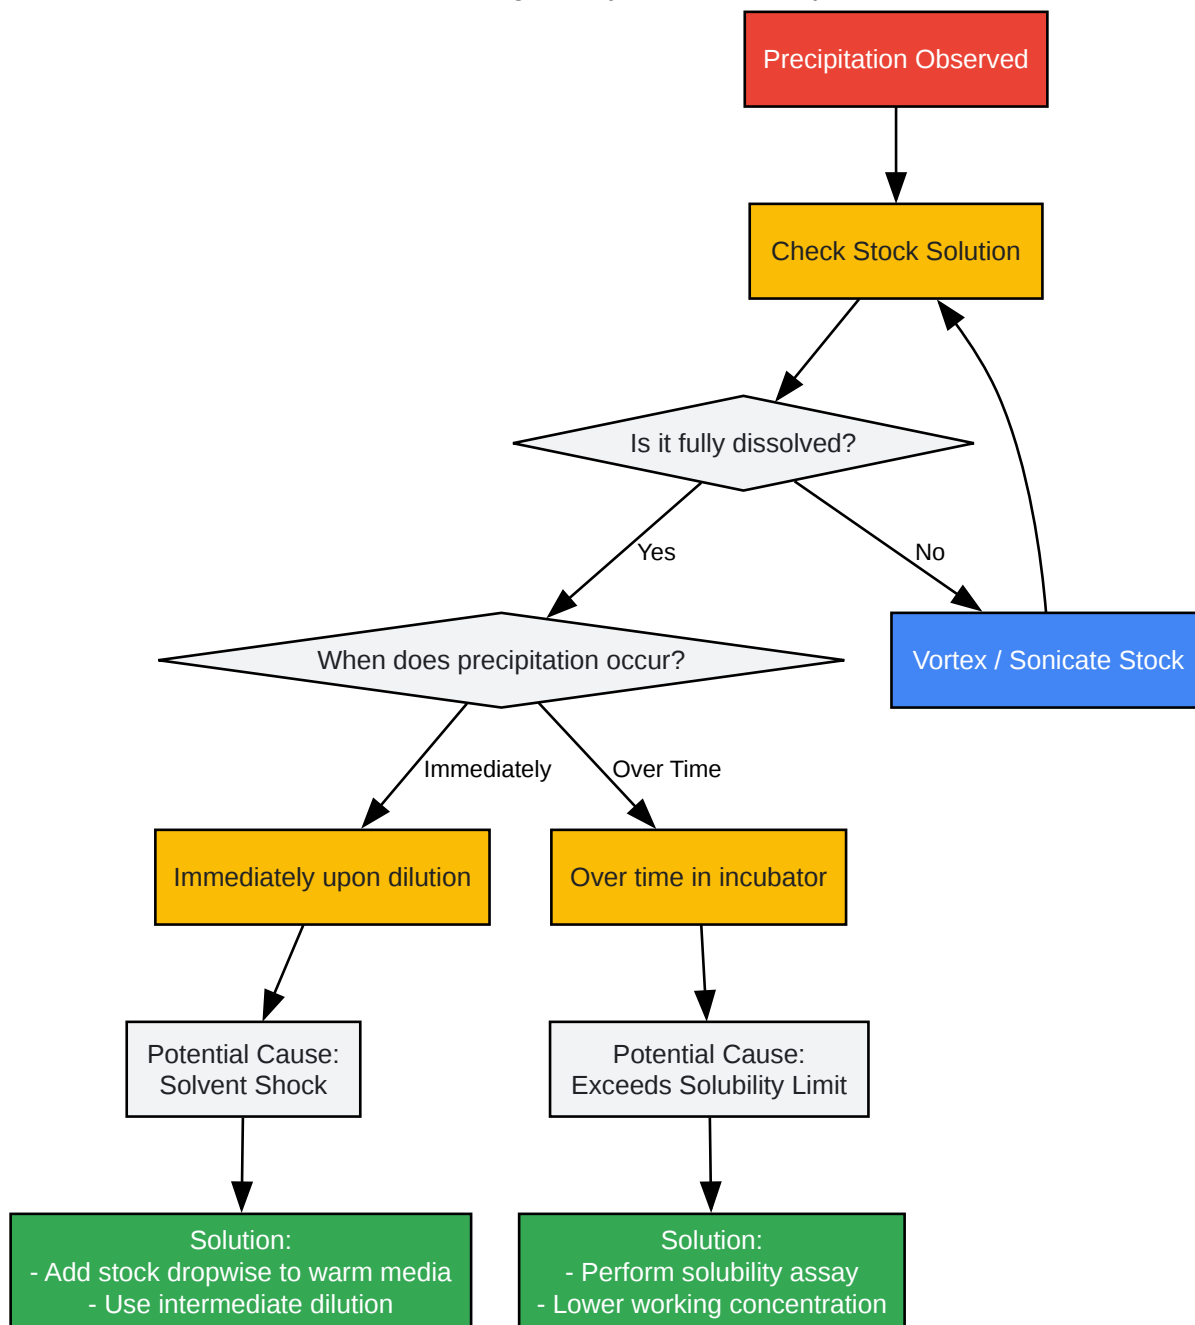 Precipitation Observed
Check Stock Solution
Is it fully dissolved?
Yes
No
When does precipitation occur?
Vortex / Sonicate Stock
Immediately
Over Time
Immediately upon dilution
Over time in incubator
Potential Cause:
Solvent Shock
Potential Cause:
Exceeds Solubility Limit
Solution:
- Add stock dropwise to warm media
- Use intermediate dilution
Solution:
- Perform solubility assay
- Lower working concentration